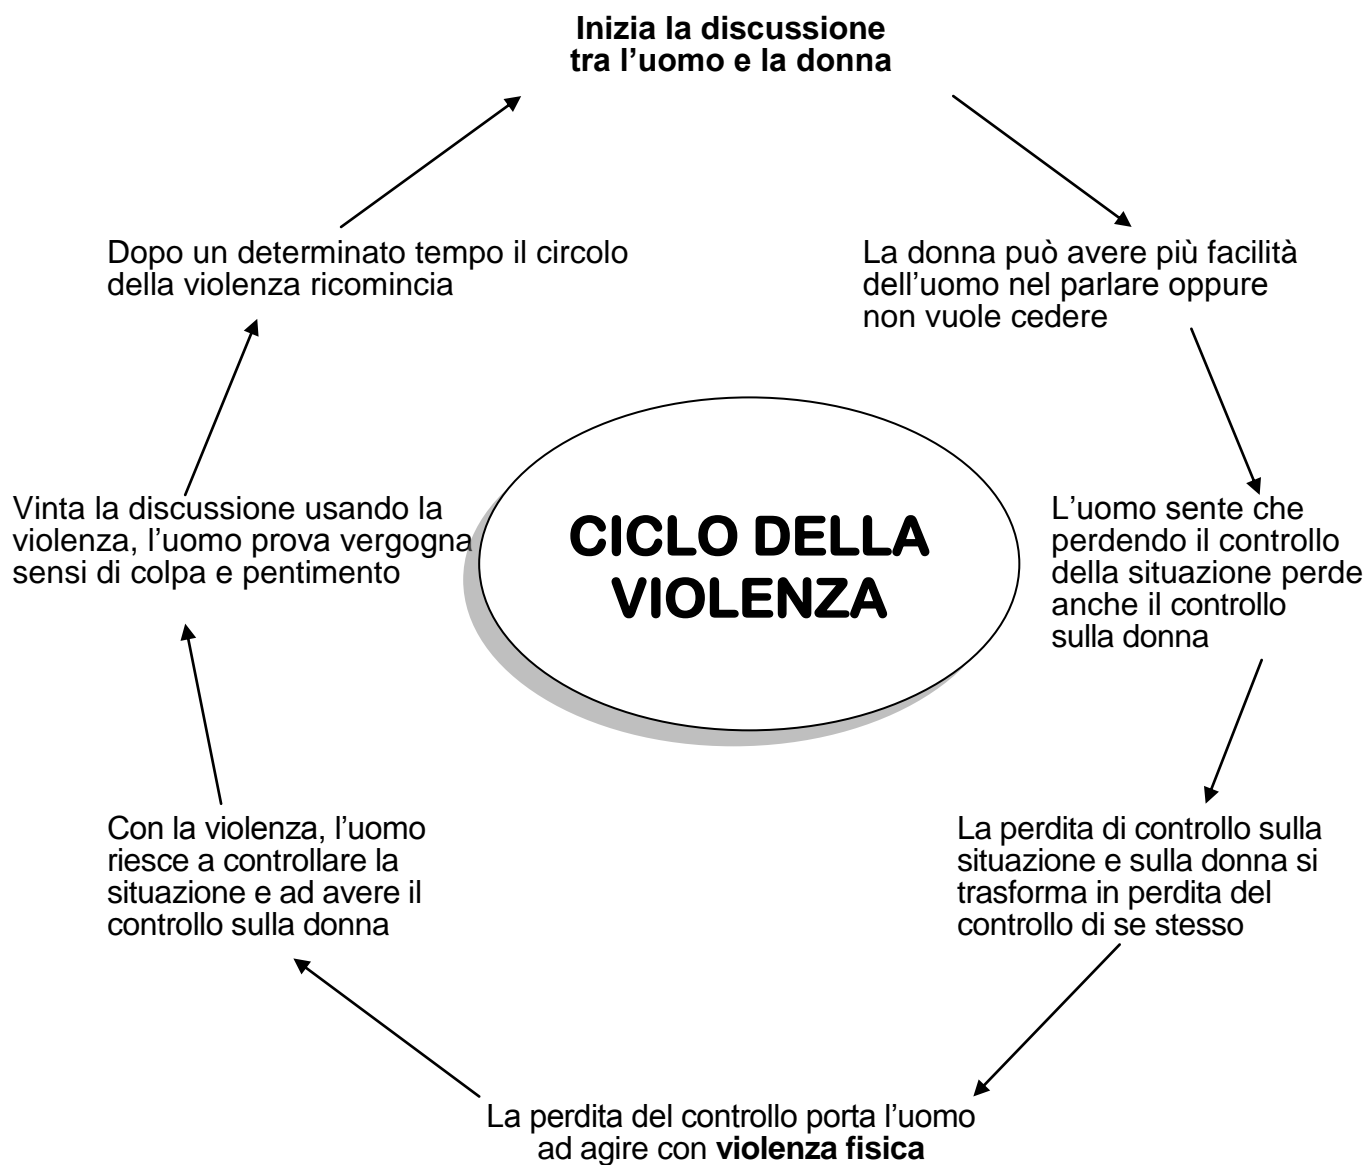 Inizia la discussione
tra l’uomo e la donna
La donna può avere più facilità
dell’uomo nel parlare oppure
non vuole cedere
L’uomo sente che
perdendo il controllo
della situazione perde
anche il controllo
sulla donna
La perdita di controllo sulla
situazione e sulla donna si
trasforma in perdita del
controllo di se stesso
La perdita del controllo porta l’uomo
ad agire con violenza fisica
Con la violenza, l’uomo
riesce a controllare la
situazione e ad avere il
controllo sulla donna
Vinta la discussione usando la
violenza, l’uomo prova vergogna
sensi di colpa e pentimento
Dopo un determinato tempo il circolo
della violenza ricomincia
CICLO DELLA
VIOLENZA